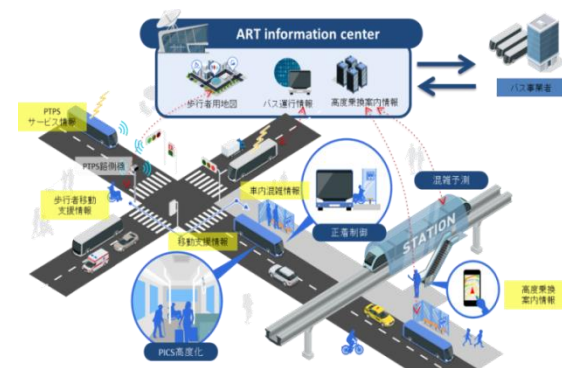 ART information center
歩行者用地図
バス運行情報
高度乗換案内情報
バス事業者
PTPS
サービス情報
PTPS路側機
歩行者移動
支援情報
車内混雑情報
混雑予測
正着制御
移動支援情報
STATION
高度乗換
案内情報
PICS高度化